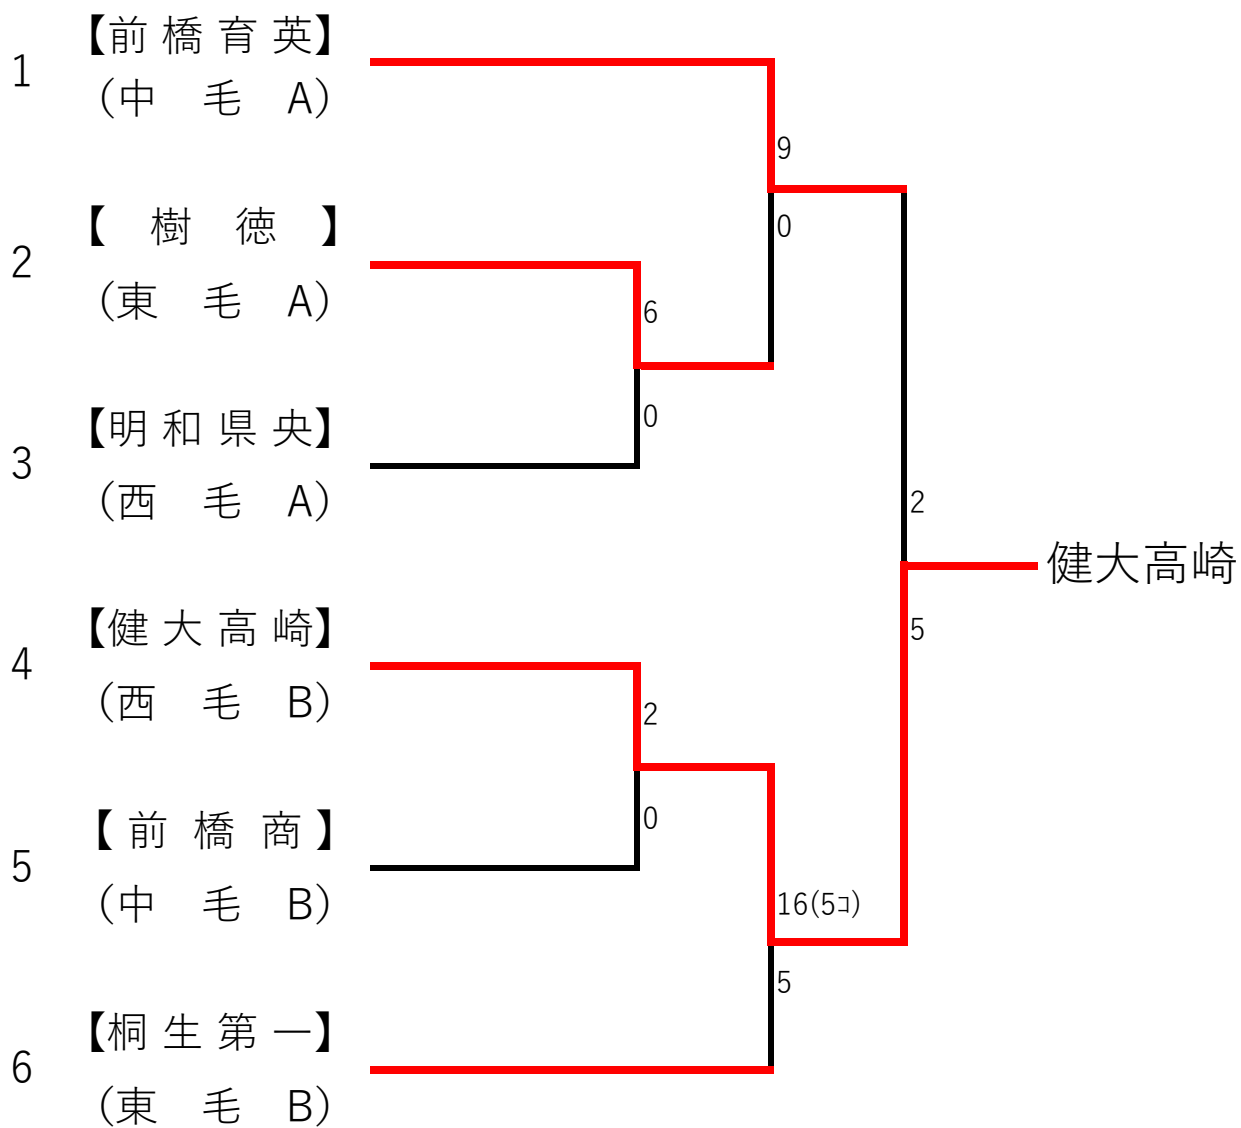 1
【前橋育英】
(中　毛　A)
9
0
2
【　樹　徳　】
(東　毛　A)
6
0
3
【明和県央】
(西　毛　A)
2
健大高崎
5
4
【健大高崎】
(西　毛　B)
2
0
5
【前橋商】
(中　毛　B)
16(5ｺ)
5
6
【桐生第一】
(東　毛　B)